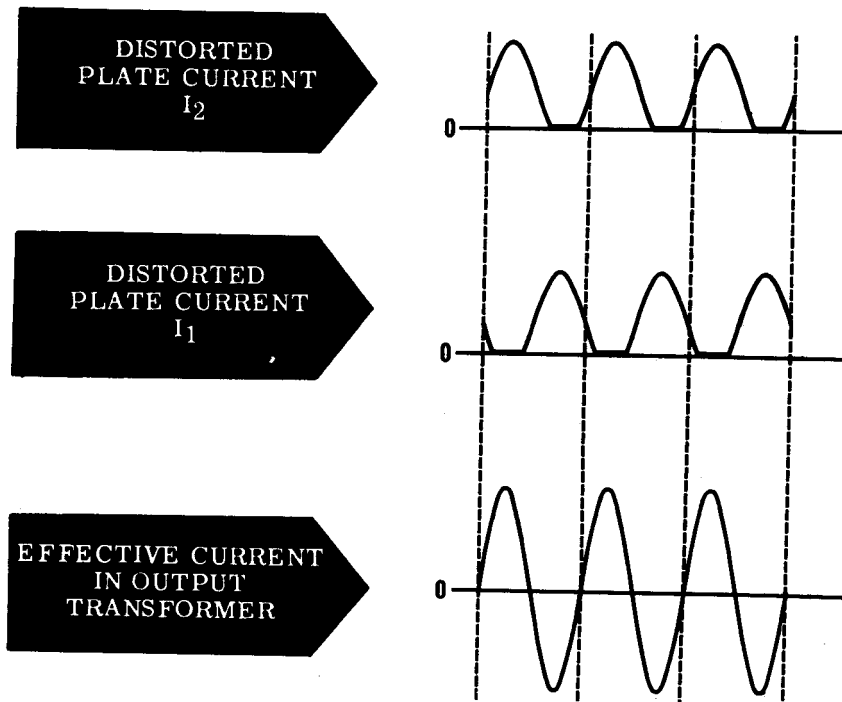 DISTORTED
PLATE CURRENT
I2
0
DISTORTED
PLATE CURRENT
I1
0
EFFECTIVE CURRENT
IN OUTPUT
TRANSFORMER
0